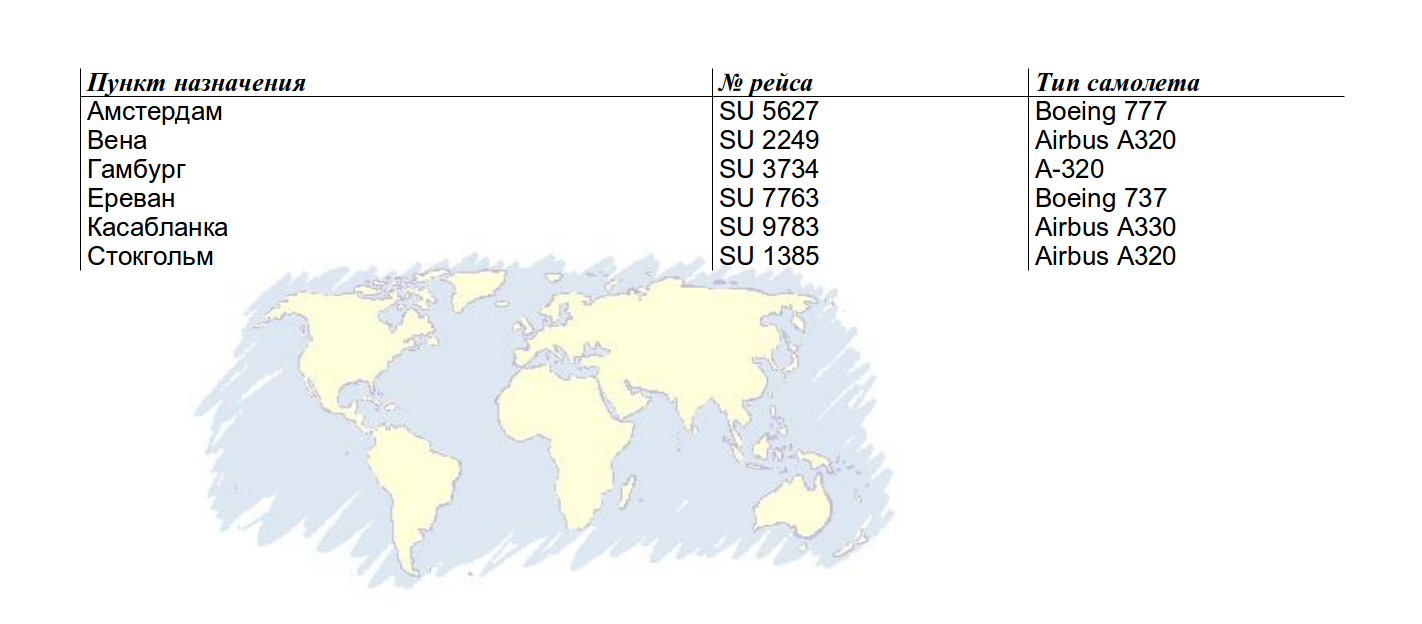 Пункт назначения № рейса Тип самолета
Амстердам SU 5627 Boeing 777
Вена SU 2249 Airbus A320
Гамбург SU 3734 A-320
Ереван SU 7763 Boeing 737
Касабланка SU 9783 Airbus A330
Стокгольм SU 1385 Airbus A320